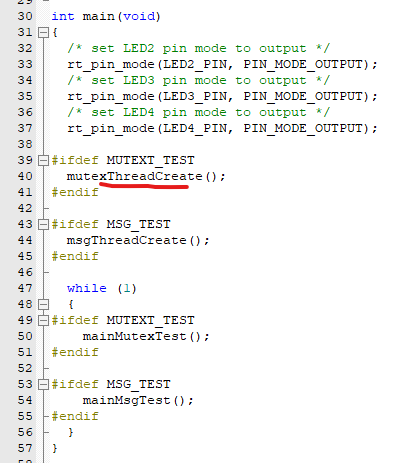 30 int main(void)
31 {
32 /* set LED2 pin mode to output */
33 rt_pin_mode(LED2_PIN, PIN_MODE_OUTPUT);
34 /* set LED3 pin mode to output */
35 rt_pin_mode(LED3_PIN, PIN_MODE_OUTPUT);
36 /* set LED4 pin mode to output */
37 rt_pin_mode(LED4_PIN, PIN_MODE_OUTPUT);
38
39 #ifdef MUTEXT_TEST
40 mutexThreadCreate();
41 #endif
42
43 #ifdef MSG_TEST
44 msgThreadCreate();
45 #endif
46
47 while (1)
48 {
49 #ifdef MUTEXT_TEST
50 mainMutexTest();
51 #endif
52
53 #ifdef MSG_TEST
54 mainMsgTest();
55 #endif
56 }
57 }